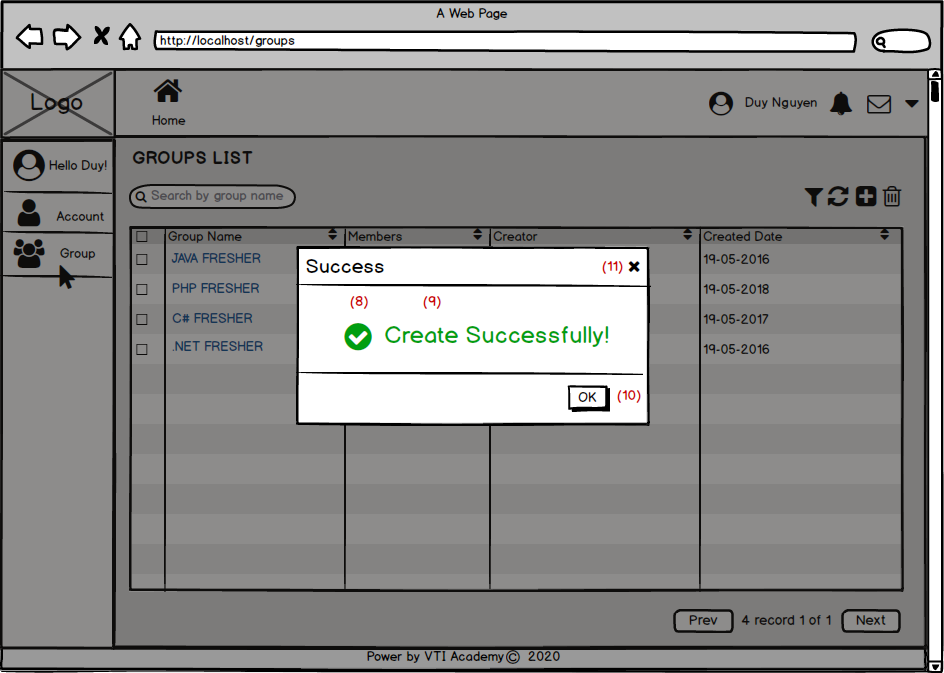 A Web Page
http://localhost/groups
Logo
Home
Duy Nguyen
Hello Duy!
Account
Group
GROUPS LIST
Search by group name
Group Name Members Creator Created Date
JAVA FRESHER 19-05-2016
PHP FRESHER 19-05-2018
C# FRESHER 19-05-2017
.NET FRESHER 19-05-2016
Success (11)
(8) (9)
Create Successfully!
OK (10)
Prev 4 record 1 of 1 Next
Power by VTI Academy© 2020